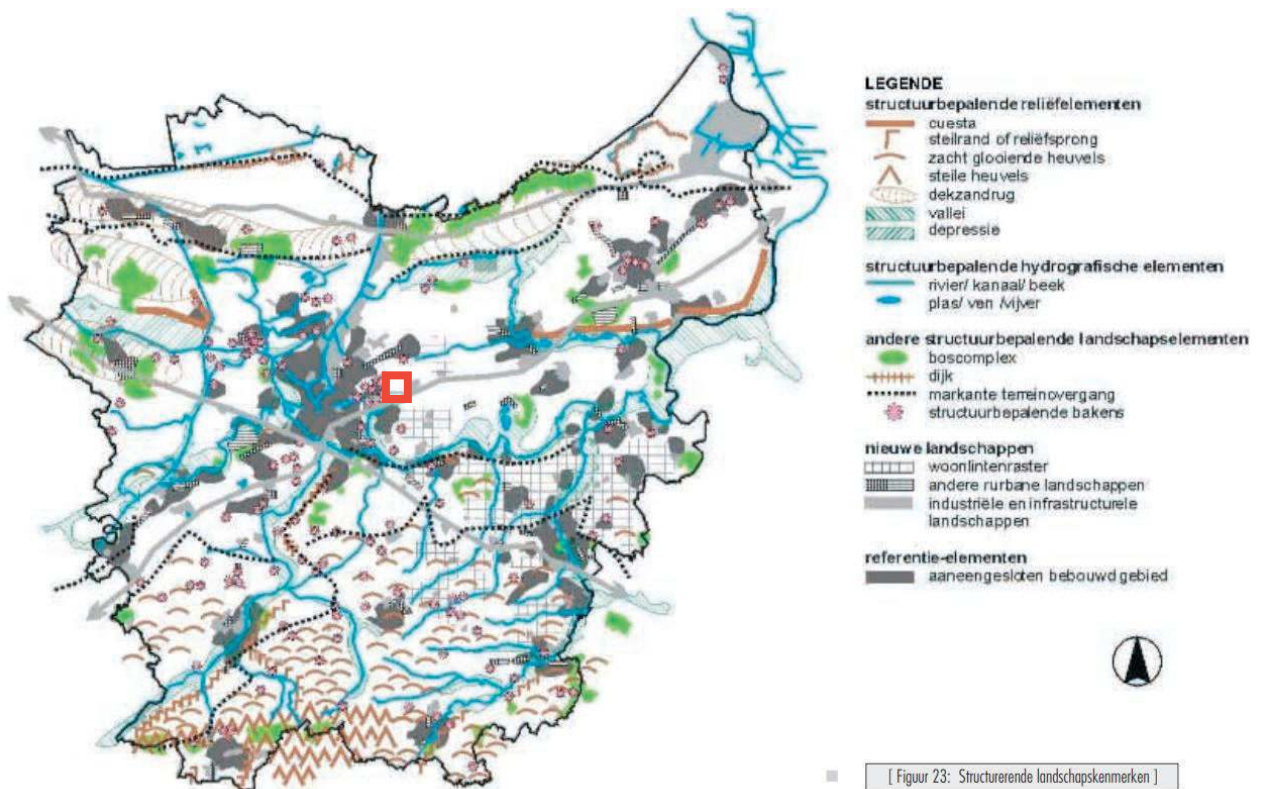 LEGENDE
structuurbepalende reliëfelementen
cuesta
steilrand of reliëfsprong
zacht glooiende heuvels
steile heuvels
dekzandrug
vallei
depressie
structuurbepalende hydrografische elementen
rivier/ kanaal/ beek
plas/ ven /vijver
andere structuurbepalende landschapselementen
boscomplex
dijk
markante terreinovergang
structuurbepalende bakens
nieuwe landschappen
woonlintenraster
andere rurbane landschappen
industriële en infrastructurele
landschappen
referentie-elementen
aaneengesloten bebouwd gebied
[ Figuur 23: Structurerende landschapskenmerken ]